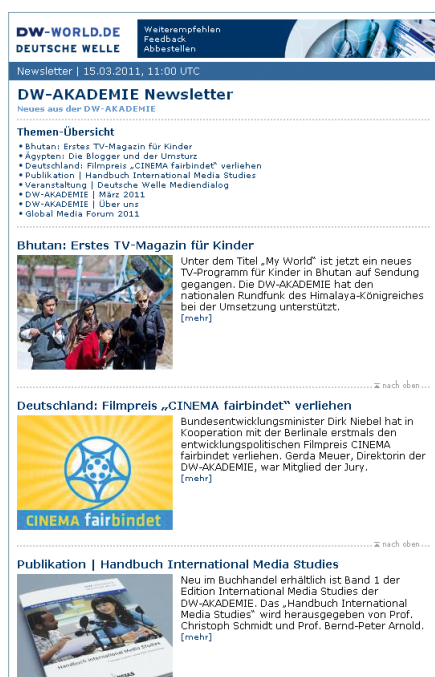 DW-WORLD.DE
DEUTSCHE WELLE
Weiterempfehlen
Feedback
Abbestellen
Newsletter | 15.03.2011, 11:00 UTC
DW-AKADEMIE Newsletter
Neues aus der DW-AKADEMIE
Themen-Übersicht
• Bhutan: Erstes TV-Magazin für Kinder
• Ägypten: Die Blogger und der Umsturz
• Deutschland: Filmpreis „CINEMA fairbindet“ verliehen
• Publikation | Handbuch International Media Studies
• Veranstaltung | Deutsche Welle Mediendialog
• DW-AKADEMIE | März 2011
• DW-AKADEMIE | Über uns
• Global Media Forum 2011
Bhutan: Erstes TV-Magazin für Kinder
Unter dem Titel „My World“ ist jetzt ein neues
TV-Programm für Kinder in Bhutan auf Sendung
gegangen. Die DW-AKADEMIE hat den
nationalen Rundfunk des Himalaya-Königreiches
bei der Umsetzung unterstützt.
[mehr]
nach oben
Deutschland: Filmpreis „CINEMA fairbindet“ verliehen
Bundesentwicklungsminister Dirk Niebel hat in
Kooperation mit der Berlinale erstmals den
entwicklungspolitischen Filmpreis CINEMA
fairbindet verliehen. Gerda Meuer, Direktorin der
DW-AKADEMIE, war Mitglied der Jury.
[mehr]
CINEMA fairbindet
nach oben
Publikation | Handbuch International Media Studies
Neu im Buchhandel erhältlich ist Band 1 der
Edition International Media Studies der
DW-AKADEMIE. Das „Handbuch International
Media Studies“ wird herausgegeben von Prof.
Christoph Schmidt und Prof. Bernd-Peter Arnold.
[mehr]
Handbuch International Media Studies